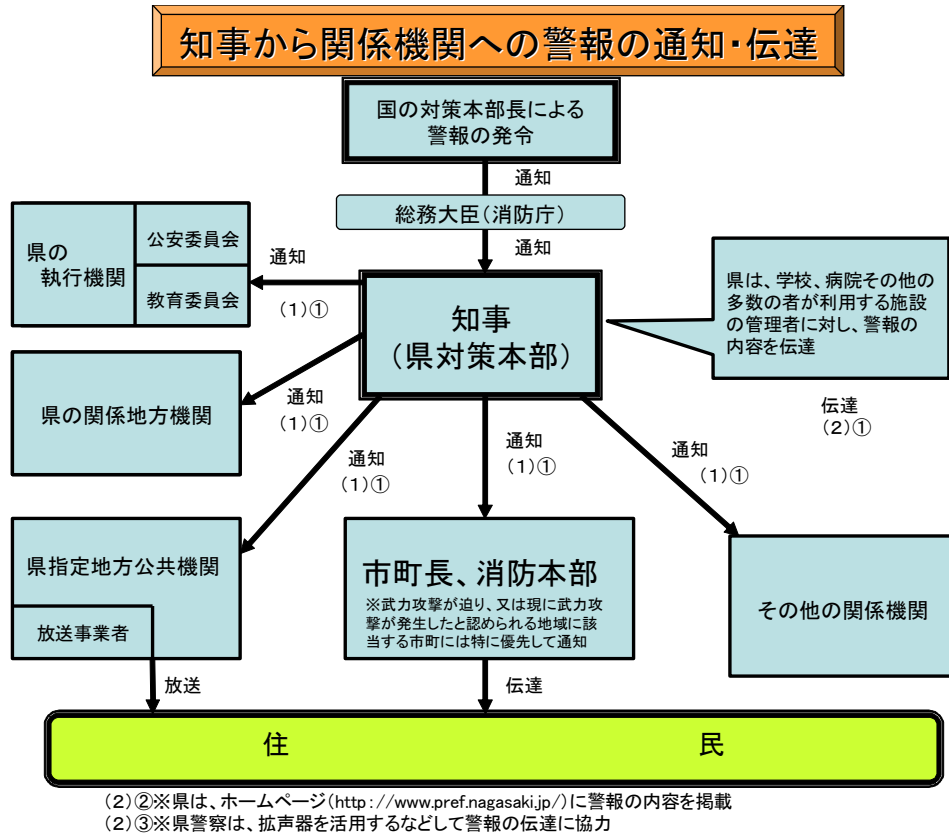 知事から関係機関への警報の通知・伝達
国の対策本部長による
警報の発令
通知
総務大臣(消防庁)
通知
県の
執行機関
公安委員会
教育委員会
通知
(1)①
知事
(県対策本部)
県は、学校、病院その他の
多数の者が利用する施設
の管理者に対し、警報の
内容を伝達
伝達
(2)①
県の関係地方機関
通知
(1)①
通知
(1)①
通知
(1)①
通知
(1)①
県指定地方公共機関
放送事業者
市町長、消防本部
※武力攻撃が迫り、又は現に武力攻
撃が発生したと認められる地域に該
当する市町には特に優先して通知
その他の関係機関
放送
伝達
住 民
(2)②※県は、ホームページ(http://www.pref.nagasaki.jp/)に警報の内容を掲載
(2)③※県警察は、拡声器を活用するなどして警報の伝達に協力